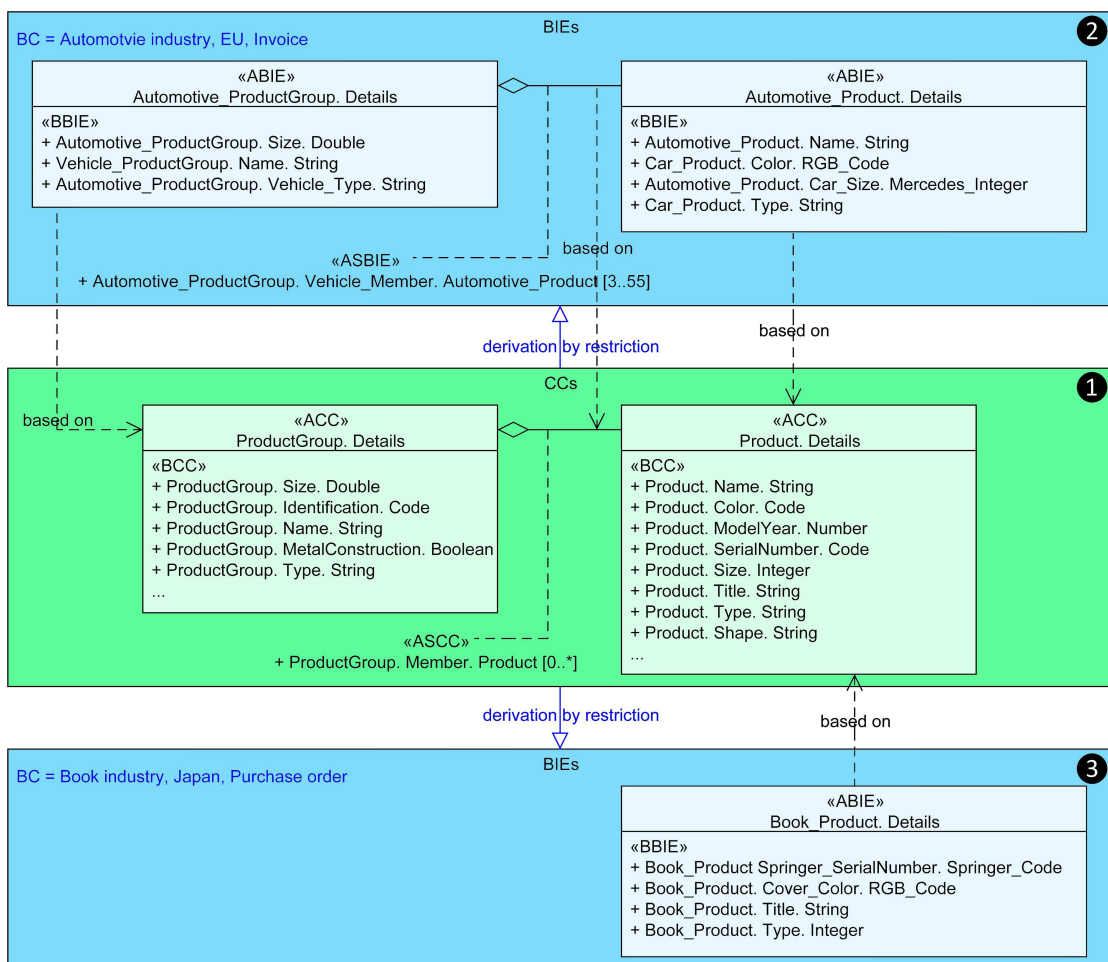 BIEs
2
BC = Automotvie industry, EU, Invoice
«ABIE»
Automotive_ProductGroup. Details
«BBIE»
+ Automotive_ProductGroup. Size. Double
+ Vehicle_ProductGroup. Name. String
+ Automotive_ProductGroup. Vehicle_Type. String
«ABIE»
Automotive_Product. Details
«BBIE»
+ Automotive_Product. Name. String
+ Car_Product. Color. RGB_Code
+ Automotive_Product. Car_Size. Mercedes_Integer
+ Car_Product. Type. String
based on
«ASBIE»
+ Automotive_ProductGroup. Vehicle_Member. Automotive_Product [3..55]
based on
derivation by restriction
CCs
1
based on
«ACC»
ProductGroup. Details
«BCC»
+ ProductGroup. Size. Double
+ ProductGroup. Identification. Code
+ ProductGroup. Name. String
+ ProductGroup. MetalConstruction. Boolean
+ ProductGroup. Type. String
...
«ACC»
Product. Details
«BCC»
+ Product. Name. String
+ Product. Color. Code
+ Product. ModelYear. Number
+ Product. SerialNumber. Code
+ Product. Size. Integer
+ Product. Title. String
+ Product. Type. String
+ Product. Shape. String
...
«ASCC»
+ ProductGroup. Member. Product [0..*]
derivation by restriction
based on
BIEs
3
BC = Book industry, Japan, Purchase order
«ABIE»
Book_Product. Details
«BBIE»
+ Book_Product Springer_SerialNumber. Springer_Code
+ Book_Product. Cover_Color. RGB_Code
+ Book_Product. Title. String
+ Book_Product. Type. Integer